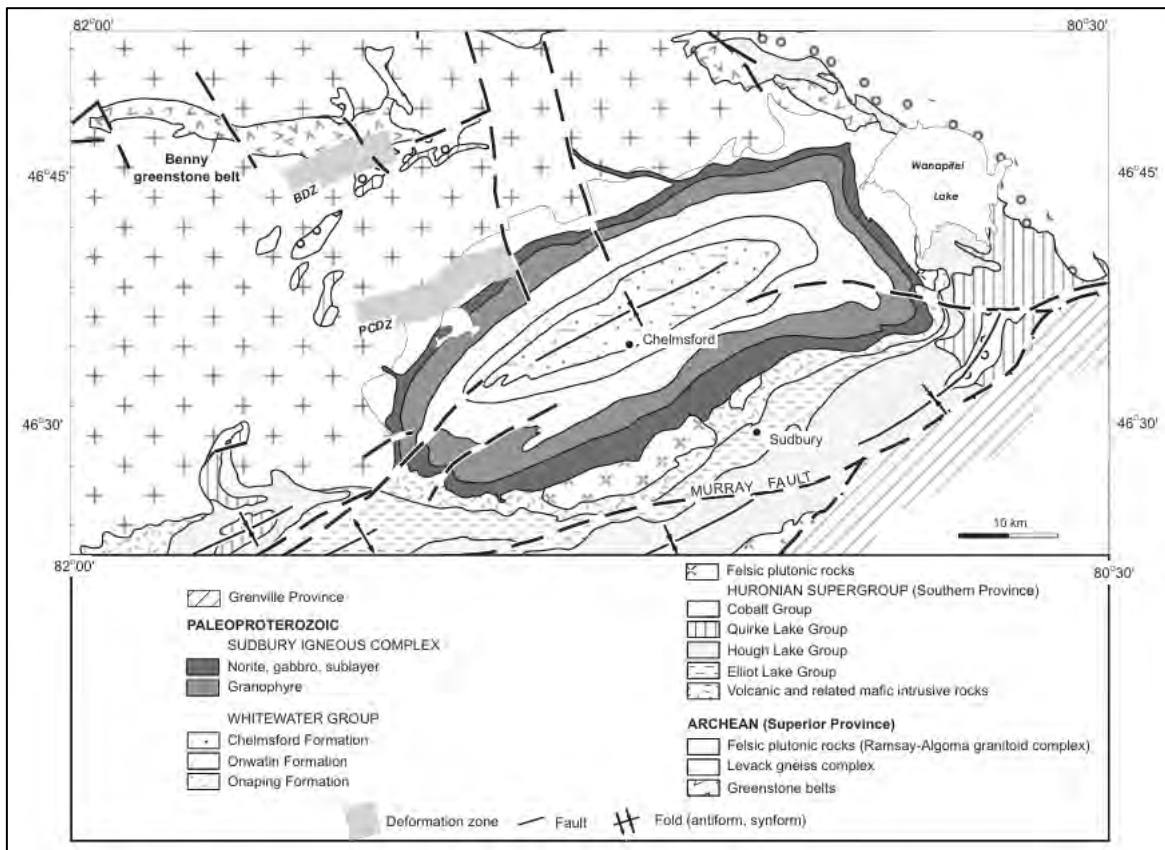 82°00'
80°30'
46°45'
46°45'
Benny
greenstone belt
BDZ
Wanapitei
Lake
PCDZ
Chelmsford
46°30'
46°30'
Sudbury
MURRAY FAULT
10 km
82°00'
80°30'
Grenville Province
PALEOPROTEROZOIC
SUDBURY IGNEOUS COMPLEX
Norite, gabbro, sublayer
Granophyre
WHITEWATER GROUP
Chelmsford Formation
Onwatin Formation
Onaping Formation
Felsic plutonic rocks
HURONIAN SUPERGROUP (Southern Province)
Cobalt Group
Quirke Lake Group
Hough Lake Group
Elliot Lake Group
Volcanic and related mafic intrusive rocks
ARCHEAN (Superior Province)
Felsic plutonic rocks (Ramsay-Algoma granitoid complex)
Levack gneiss complex
Greenstone belts
Deformation zone
Fault
Fold (antiform, synform)